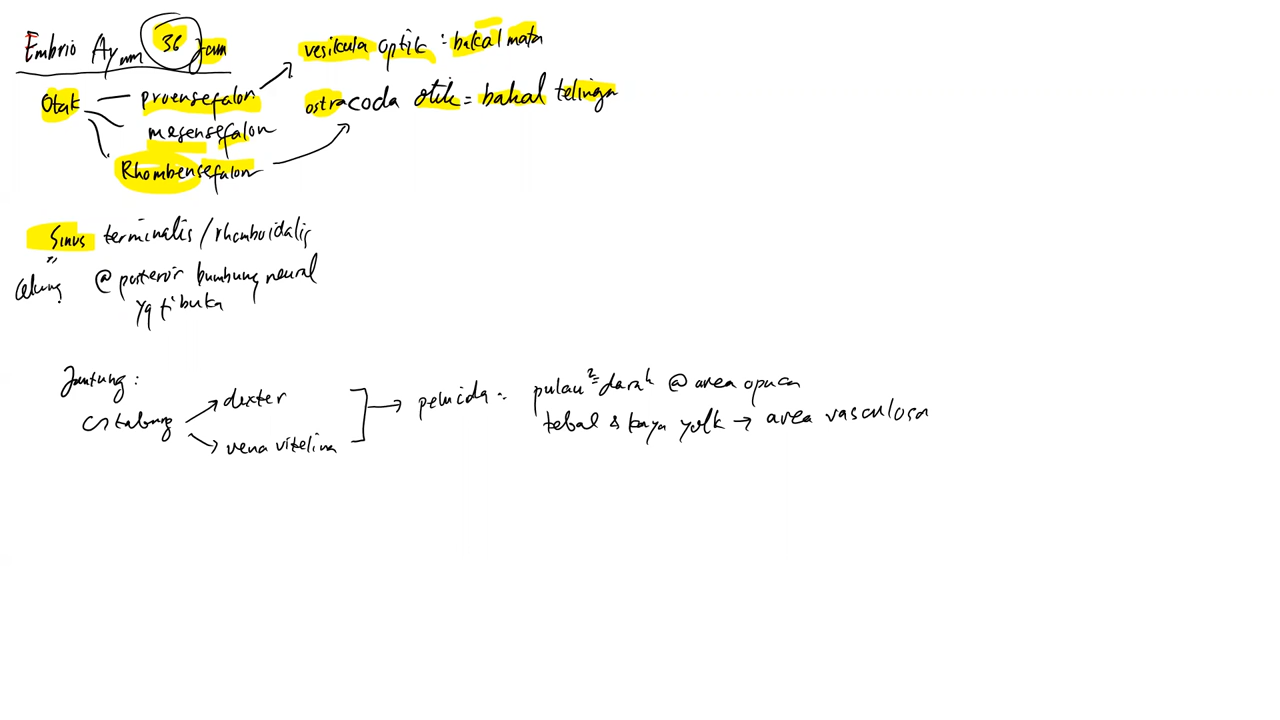 Embrio Ayam 36 Jam
vesikula optik : bakal mata
Otak proensefalon
ostracoda otik = bakal telinga
mesensefalon
Rhombensefalon
Sinus terminalis / rhomboidalis
Celung @ posterior bumbung neural
yg tibuka
Jantung :
S tabung dexter
vena vitelina
pelucida : pulau² darah @ area opaca
tebal & kaya yolk → area vasculosa